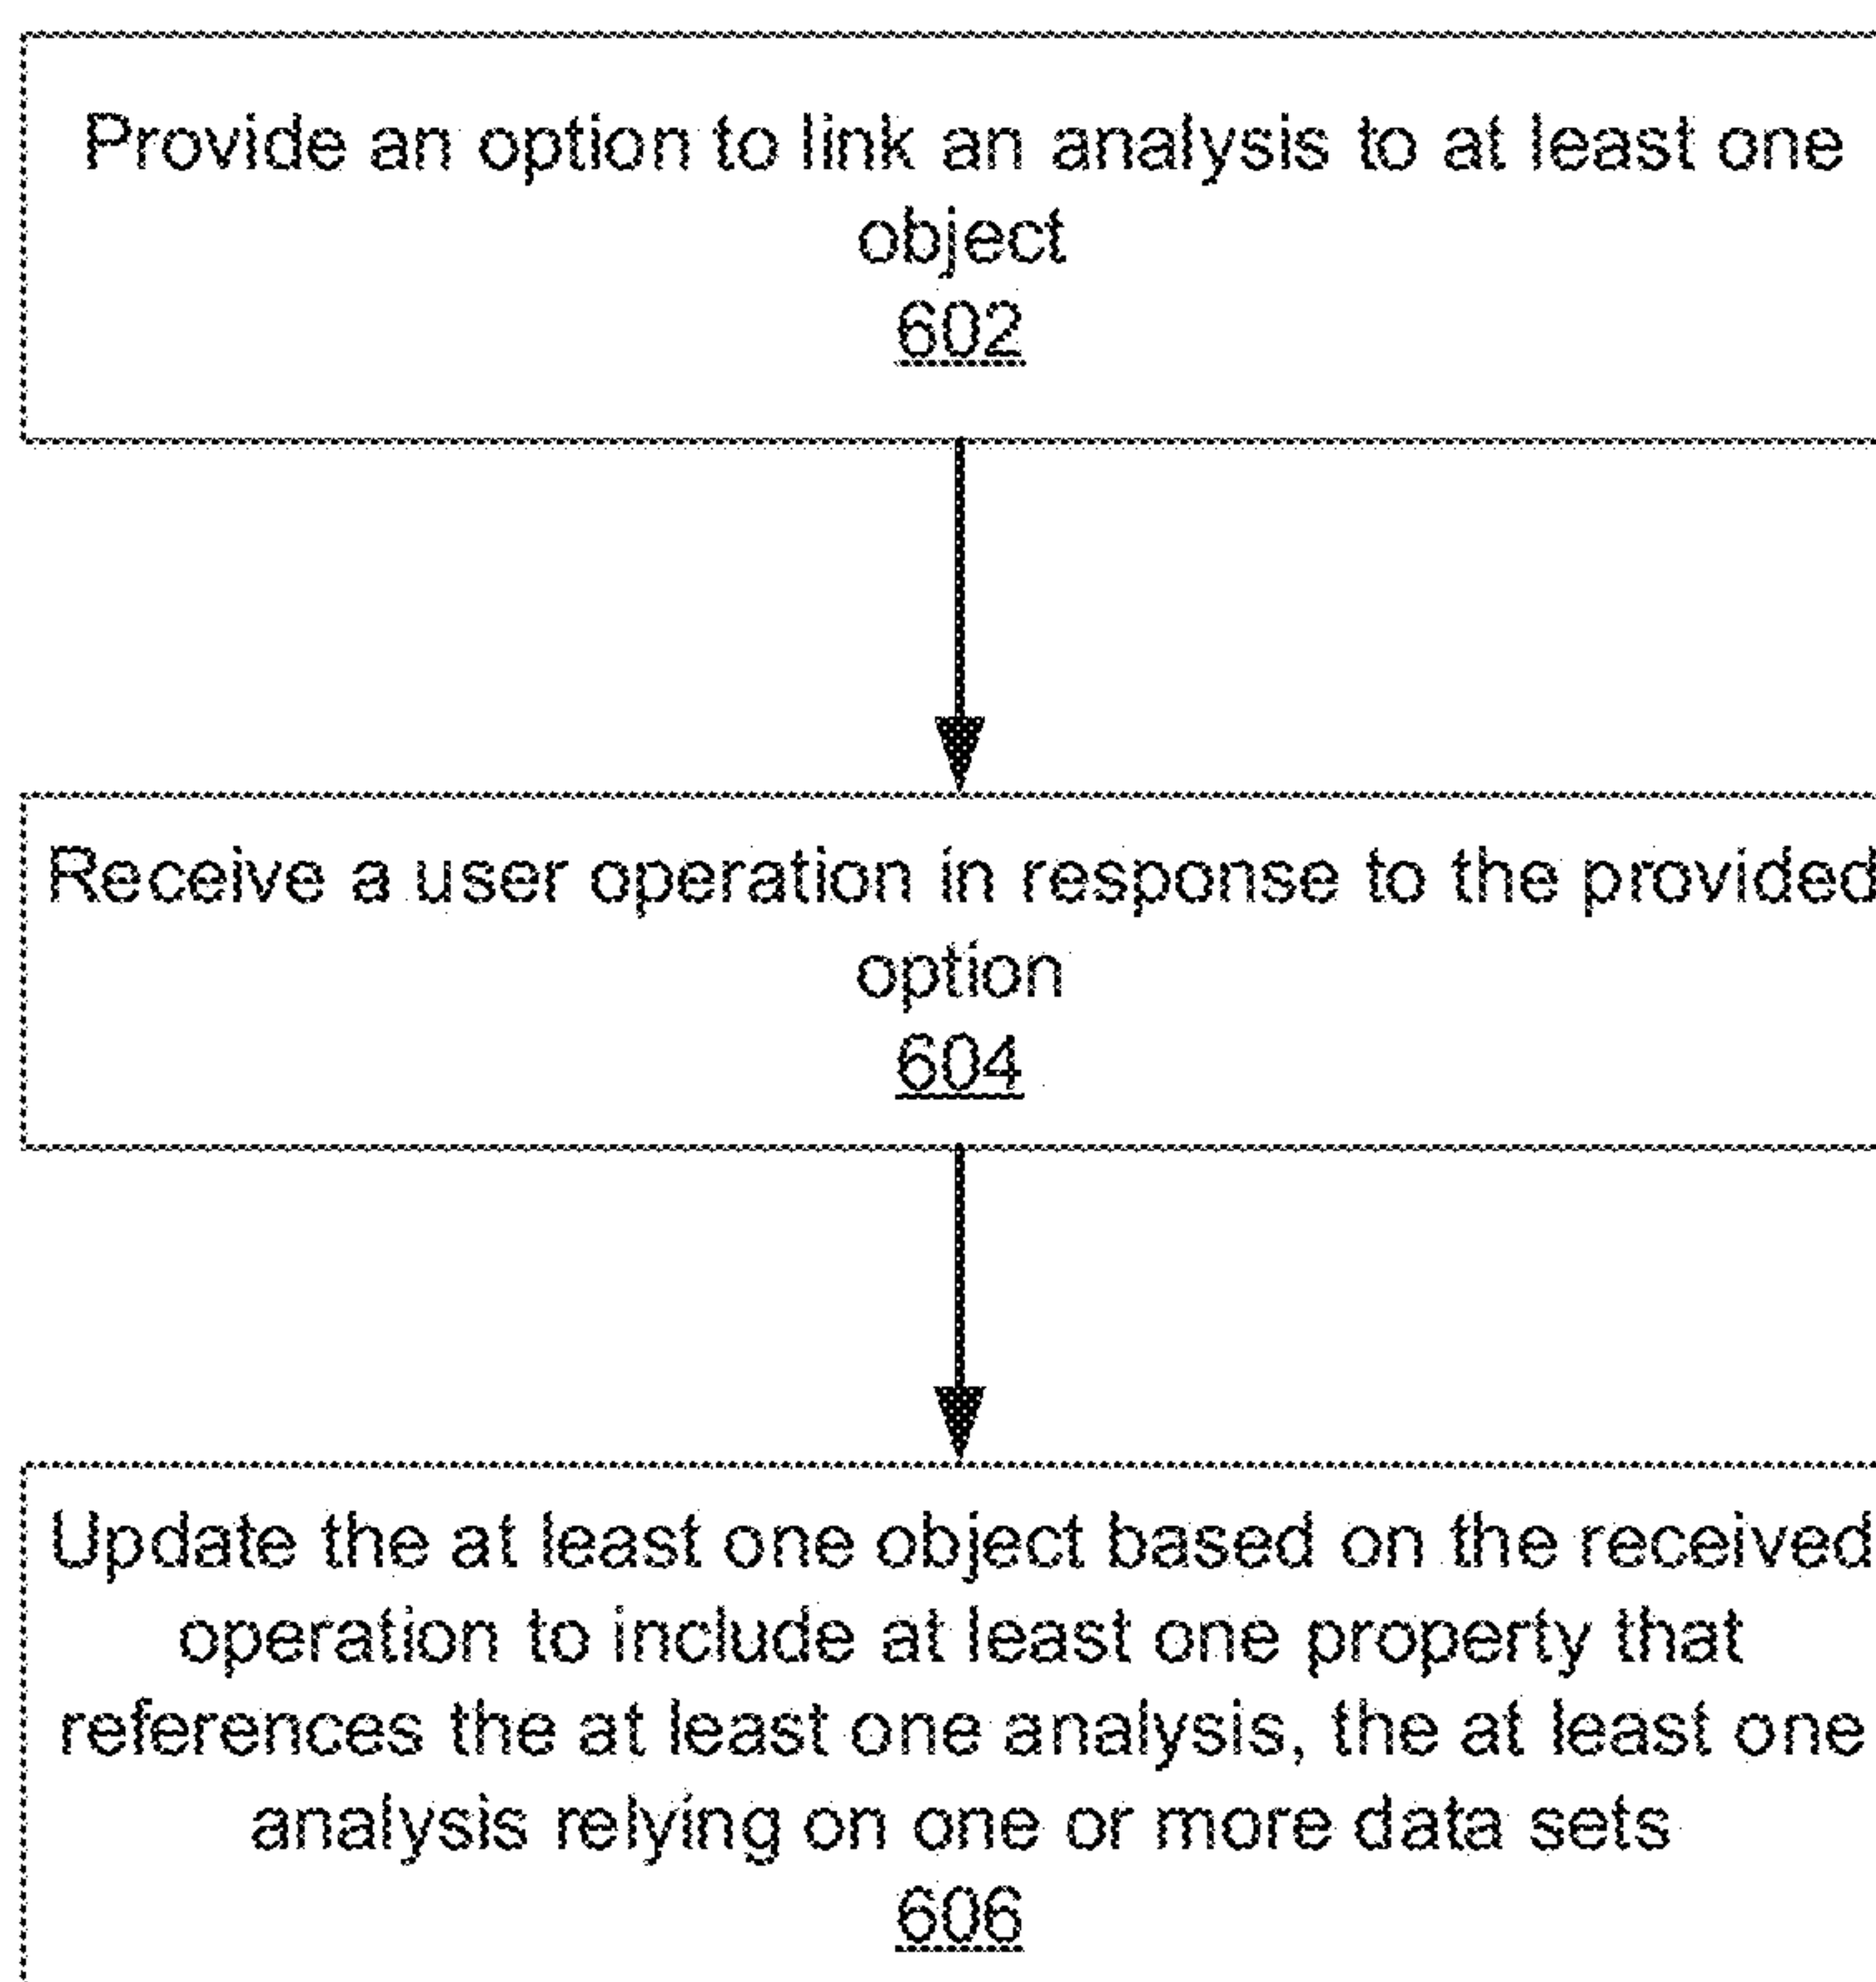 Provide an option to link an analysis to at least one
object
602
Receive a user operation in response to the provided
option
604
Update the at least one object based on the received
operation to include at least one property that
references the at least one analysis, the at least one
analysis relying on one or more data sets
606